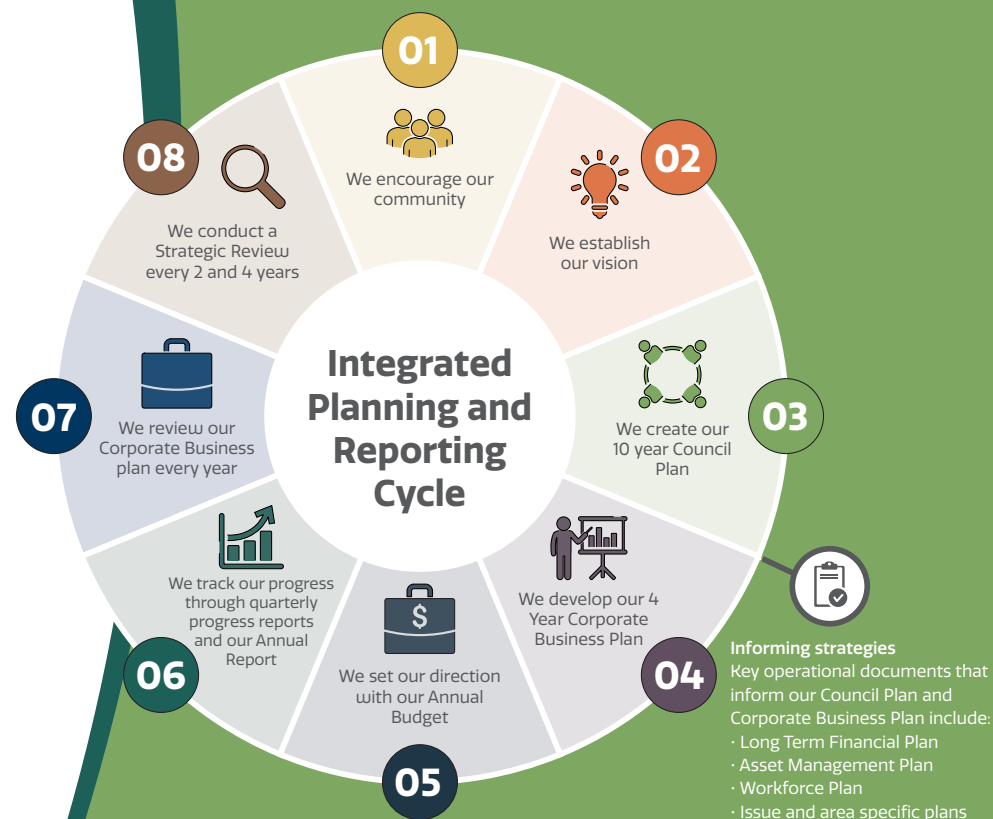 01
We encourage our
community
02
We establish
our vision
03
We create our
10 year Council
Plan
04
We develop our 4
Year Corporate
Business Plan
05
$
We set our direction
with our Annual
Budget
06
We track our progress
through quarterly
progress reports
and our Annual
Report
07
We review our
Corporate Business
plan every year
08
We conduct a
Strategic Review
every 2 and 4 years
Integrated
Planning and
Reporting
Cycle
Informing strategies
Key operational documents that
inform our Council Plan and
Corporate Business Plan include:
· Long Term Financial Plan
· Asset Management Plan
· Workforce Plan
· Issue and area specific plans